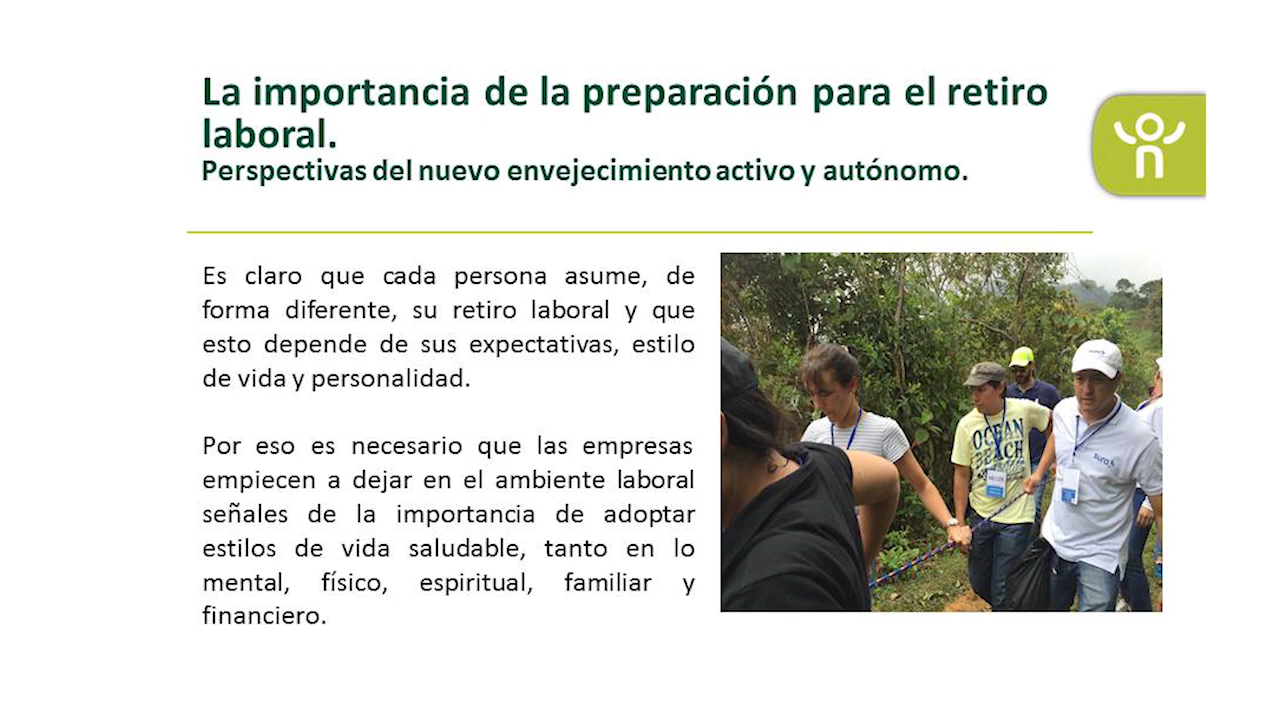 La importancia de la preparación para el retiro
laboral.
Perspectivas del nuevo envejecimiento activo y autónomo.
Es claro que cada persona asume, de
forma diferente, su retiro laboral y que
esto depende de sus expectativas, estilo
de vida y personalidad.
Por eso es necesario que las empresas
empiecen a dejar en el ambiente laboral
señales de la importancia de adoptar
estilos de vida saludable, tanto en lo
mental, físico, espiritual, familiar y
financiero.
OCEAN
BEACH
sura